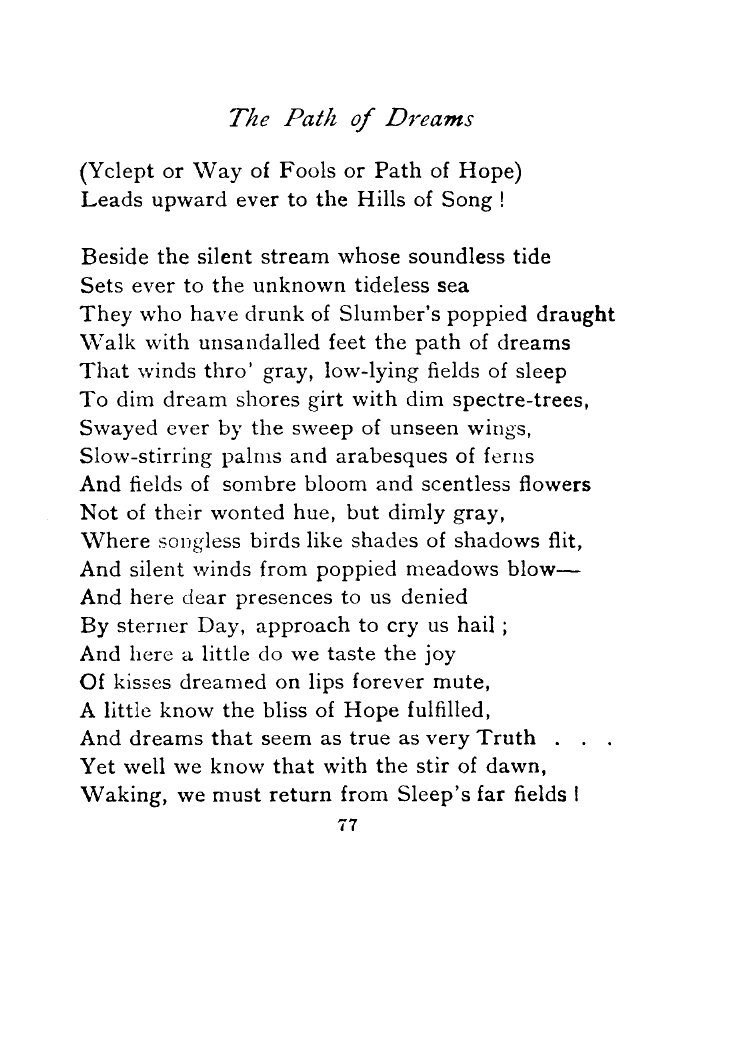 The Path of Dreams
(Yclept or Way of Fools or Path of Hope)
Leads upward ever to the Hills of Song !
Beside the silent stream whose soundless tide
Sets ever to the unknown tideless sea
They who have drunk of Slumber's poppied draught
Walk with unsandalled feet the path of dreams
That winds thro' gray, low-lying fields of sleep
To dim dream shores girt with dim spectre-trees,
Swayed ever by the sweep of unseen wings,
Slow-stirring palms and arabesques of ferns
And fields of sombre bloom and scentless flowers
Not of their wonted hue, but dimly gray,
Where songless birds like shades of shadows flit,
And silent winds from poppied meadows blow—
And here dear presences to us denied
By sterner Day, approach to cry us hail ;
And here a little do we taste the joy
Of kisses dreamed on lips forever mute,
A little know the bliss of Hope fulfilled,
And dreams that seem as true as very Truth . . .
Yet well we know that with the stir of dawn,
Waking, we must return from Sleep's far fields !
77